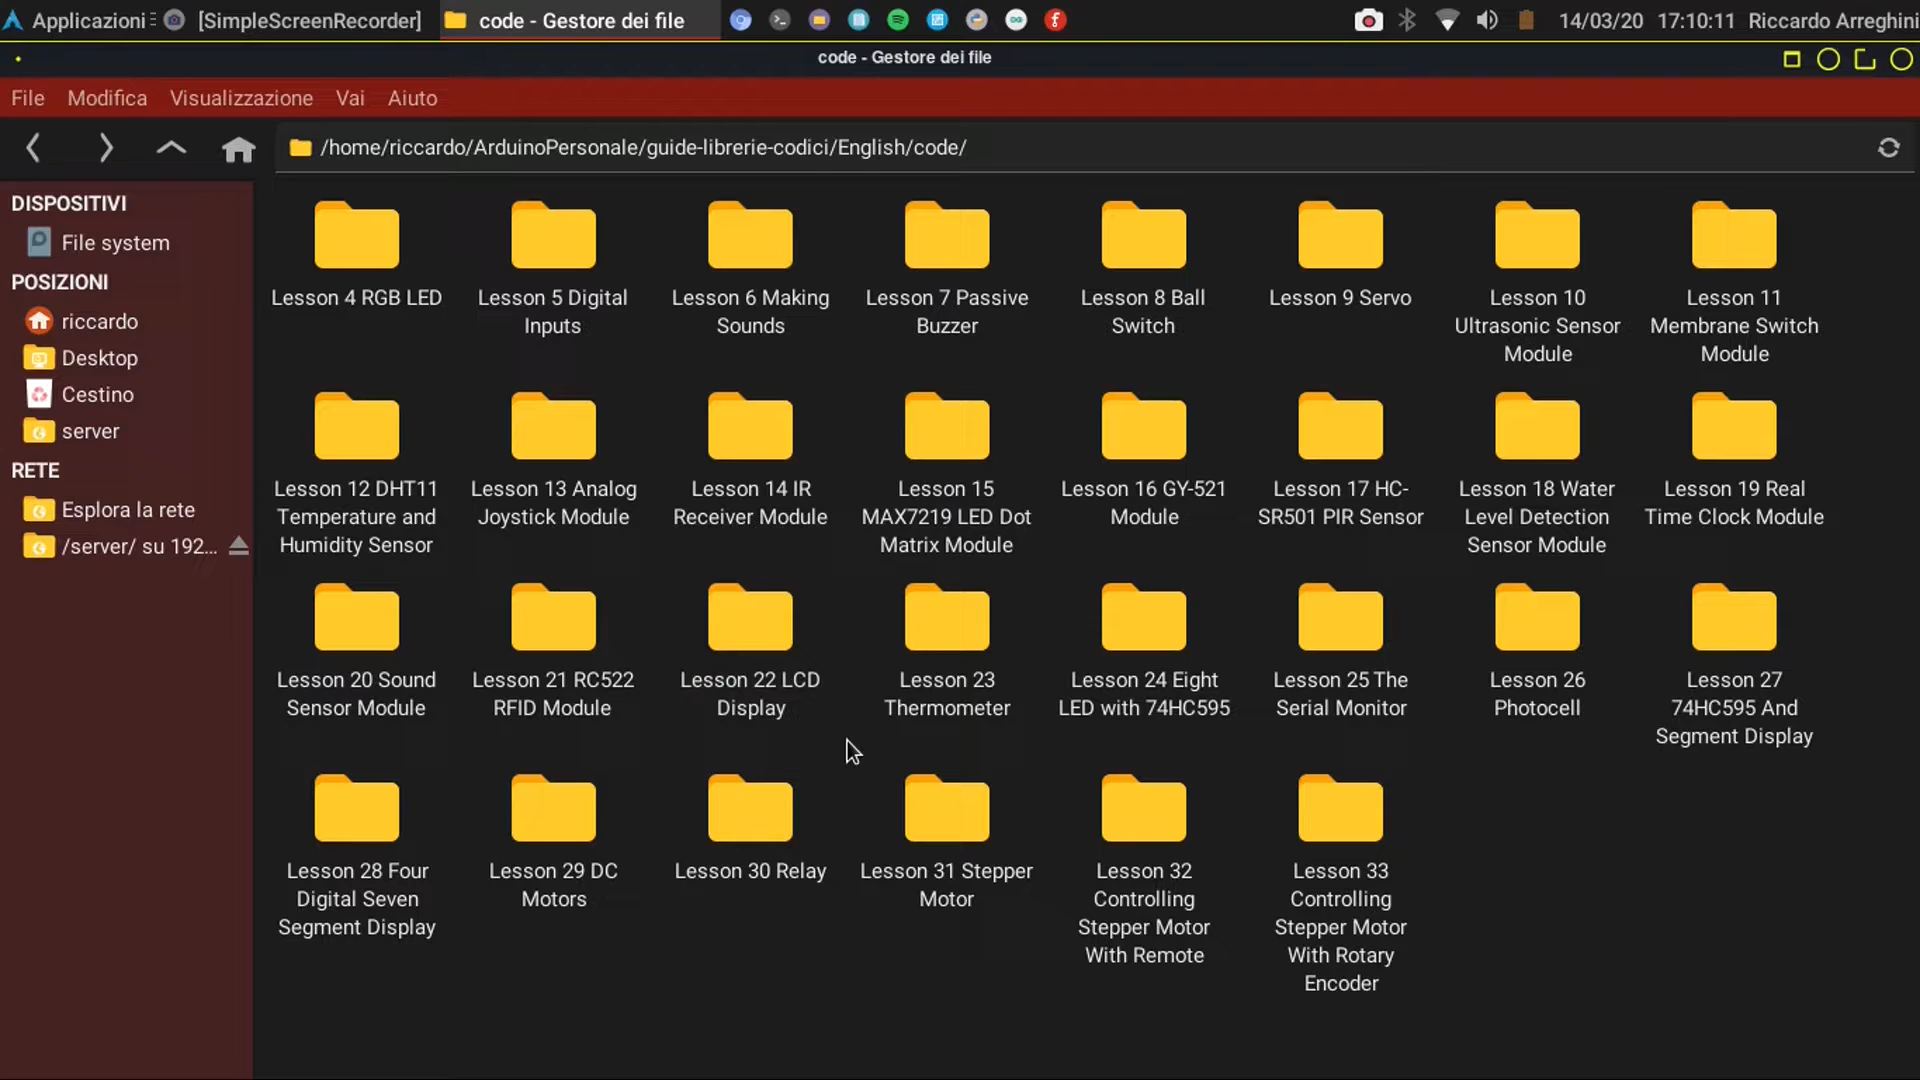 Applicazioni
[SimpleScreenRecorder]
code - Gestore dei file
14/03/20 17:10:11 Riccardo Arreghini
code - Gestore dei file
File Modifica Visualizzazione Vai Aiuto
/home/riccardo/ArduinoPersonale/guide-librerie-codici/English/code/
DISPOSITIVI
File system
POSIZIONI
riccardo
Desktop
Cestino
server
RETE
Esplora la rete
/server/ su 192...
Lesson 4 RGB LED
Lesson 5 Digital
Inputs
Lesson 6 Making
Sounds
Lesson 7 Passive
Buzzer
Lesson 8 Ball
Switch
Lesson 9 Servo
Lesson 10
Ultrasonic Sensor
Module
Lesson 11
Membrane Switch
Module
Lesson 12 DHT11
Temperature and
Humidity Sensor
Lesson 13 Analog
Joystick Module
Lesson 14 IR
Receiver Module
Lesson 15
MAX7219 LED Dot
Matrix Module
Lesson 16 GY-521
Module
Lesson 17 HC-
SR501 PIR Sensor
Lesson 18 Water
Level Detection
Sensor Module
Lesson 19 Real
Time Clock Module
Lesson 20 Sound
Sensor Module
Lesson 21 RC522
RFID Module
Lesson 22 LCD
Display
Lesson 23
Thermometer
Lesson 24 Eight
LED with 74HC595
Lesson 25 The
Serial Monitor
Lesson 26
Photocell
Lesson 27
74HC595 And
Segment Display
Lesson 28 Four
Digital Seven
Segment Display
Lesson 29 DC
Motors
Lesson 30 Relay
Lesson 31 Stepper
Motor
Lesson 32
Controlling
Stepper Motor
With Remote
Lesson 33
Controlling
Stepper Motor
With Rotary
Encoder